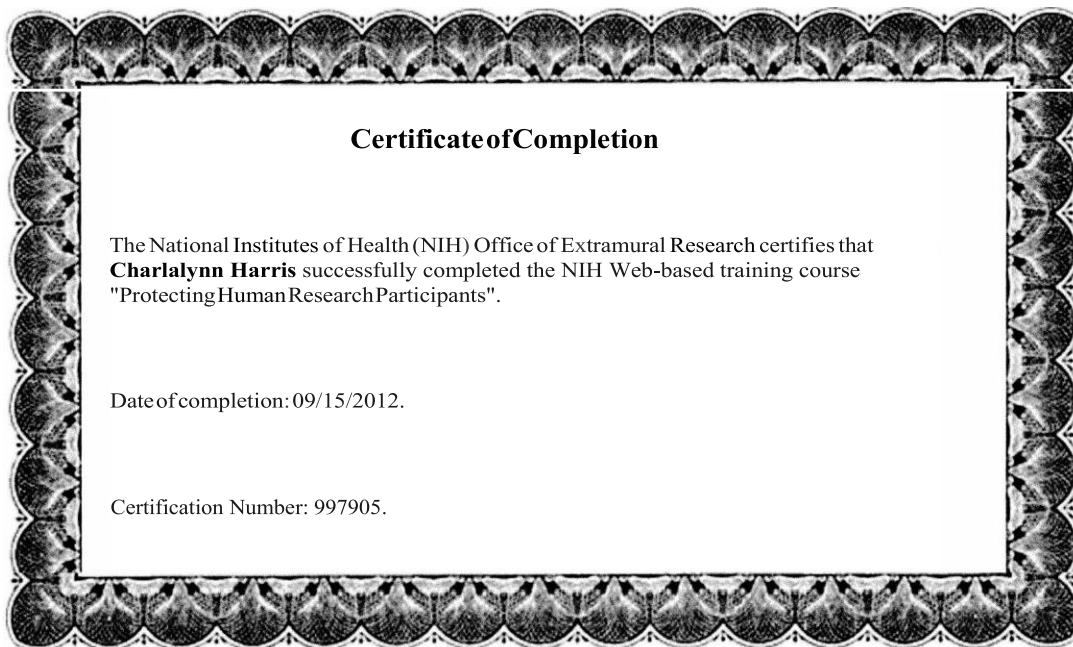 Certificate of Completion
The National Institutes of Health (NIH) Office of Extramural Research certifies that
Charlalynn Harris successfully completed the NIH Web-based training course
"Protecting Human Research Participants".
Date of completion: 09/15/2012.
Certification Number: 997905.